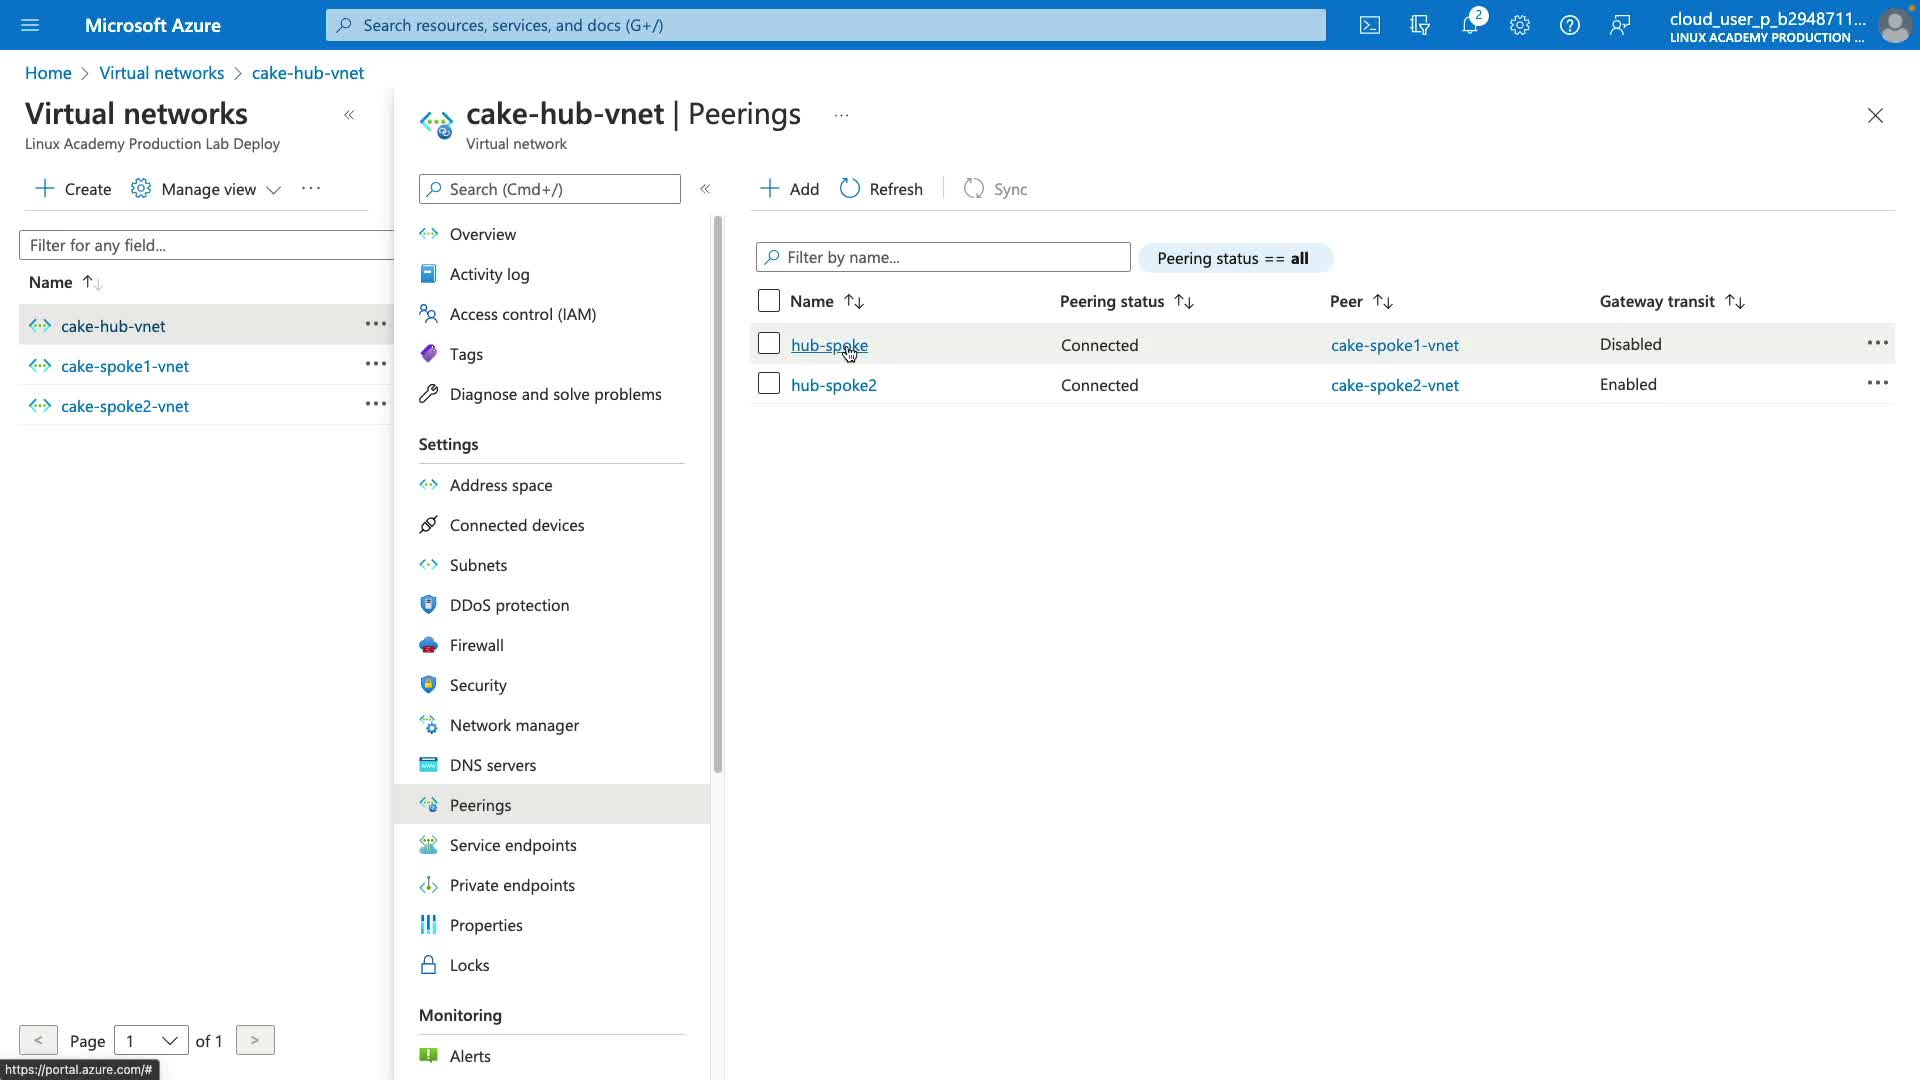 Microsoft Azure
Search resources, services, and docs (G+/)
2
cloud_user_p_b2948711...
LINUX ACADEMY PRODUCTION ...
Home > Virtual networks > cake-hub-vnet
Virtual networks
«
Linux Academy Production Lab Deploy
Create
Manage view
...
Filter for any field...
Name
cake-hub-vnet
cake-spoke1-vnet
cake-spoke2-vnet
< Page 1 of 1 >
https://portal.azure.com/#
cake-hub-vnet | Peerings
...
Virtual network
Search (Cmd+/)
«
Overview
Activity log
Access control (IAM)
Tags
Diagnose and solve problems
Settings
Address space
Connected devices
Subnets
DDoS protection
Firewall
Security
Network manager
DNS servers
Peerings
Service endpoints
Private endpoints
Properties
Locks
Monitoring
Alerts
Add
Refresh
Sync
Filter by name...
Peering status == all
Name Peering status Peer Gateway transit
hub-spoke Connected cake-spoke1-vnet Disabled
hub-spoke2 Connected cake-spoke2-vnet Enabled